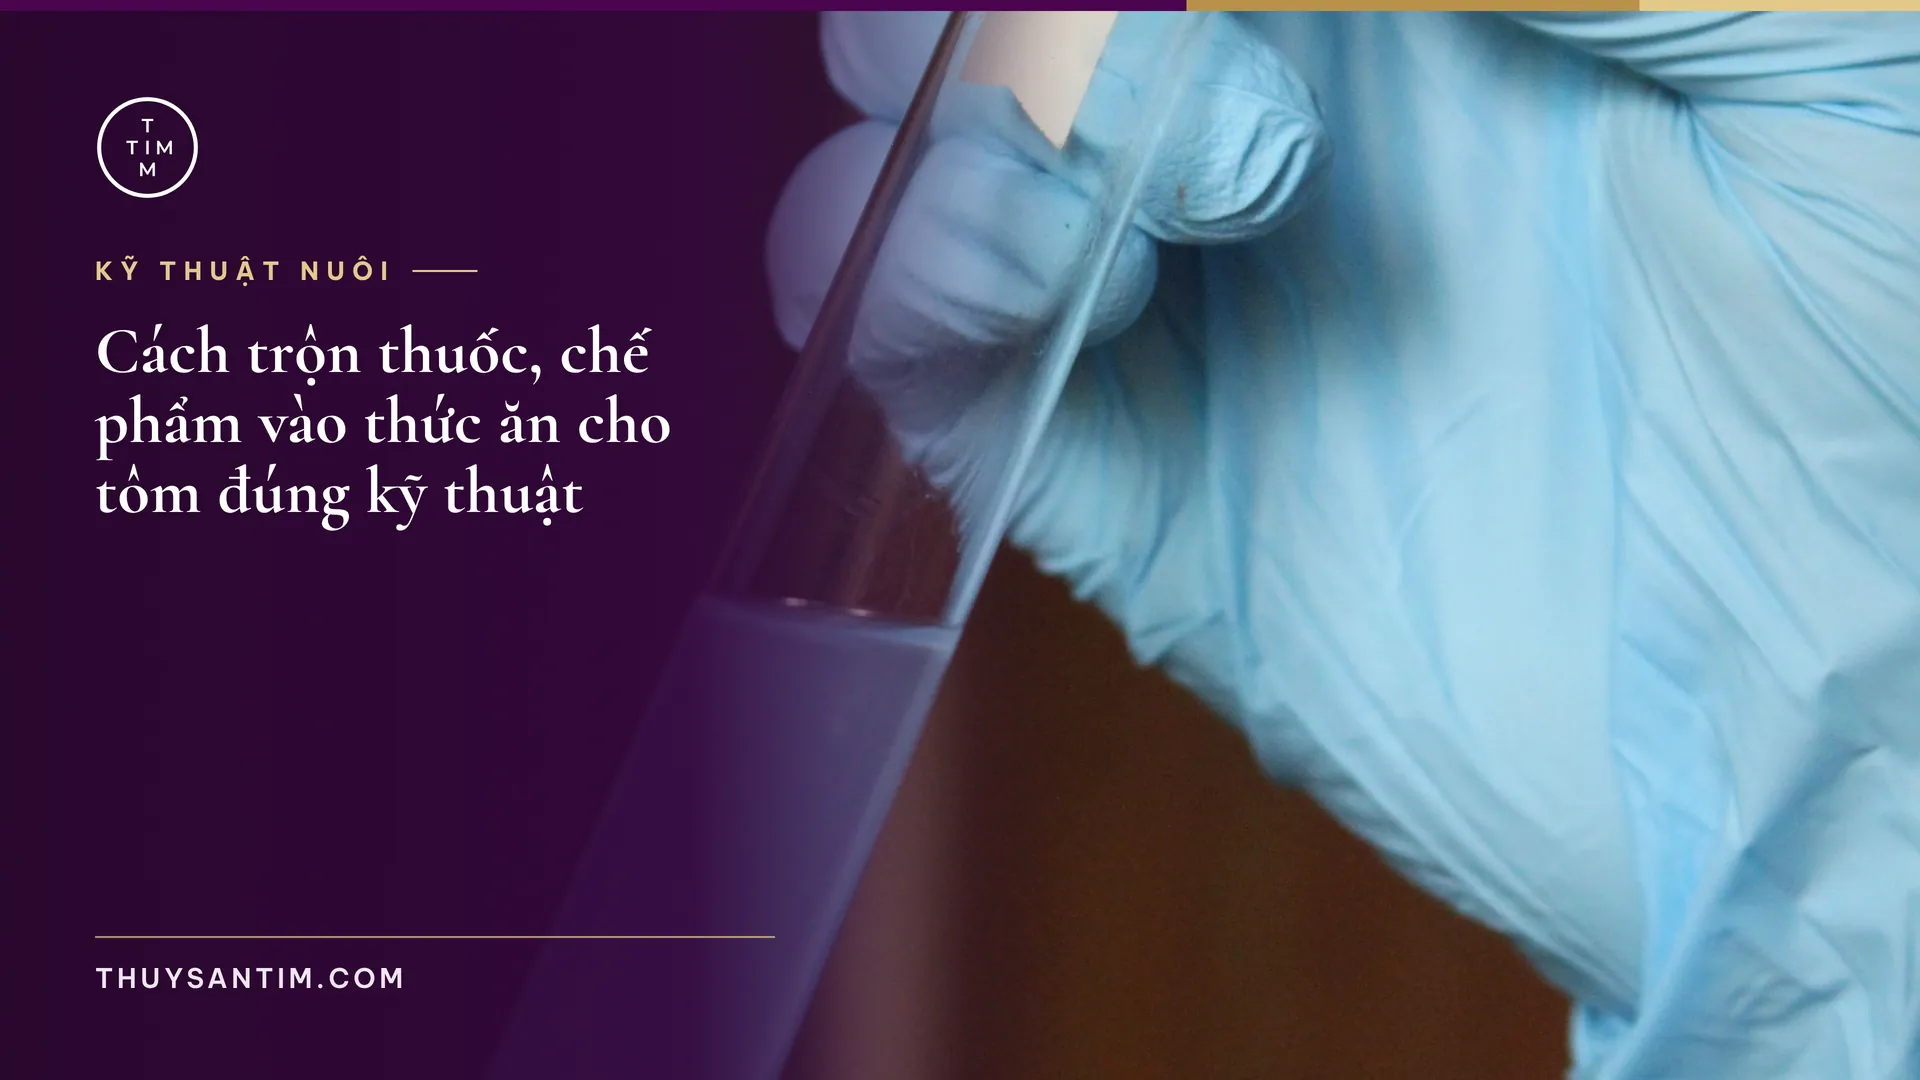 T
TIM
M
KỸ THUẬT NUÔI
Cách trộn thuốc, chế
phẩm vào thức ăn cho
tôm đúng kỹ thuật
THUYSANTIM.COM